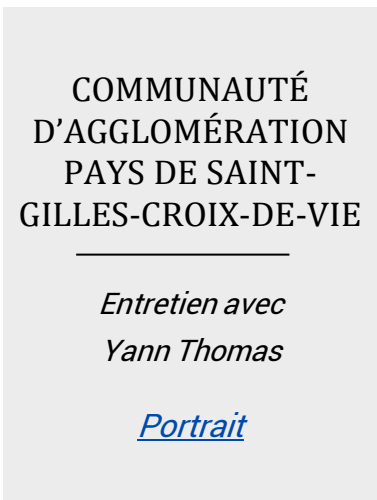 COMMUNAUTÉ
D’AGGLOMÉRATION
PAYS DE SAINT-
GILLES-CROIX-DE-VIE
Entretien avec
Yann Thomas
Portrait